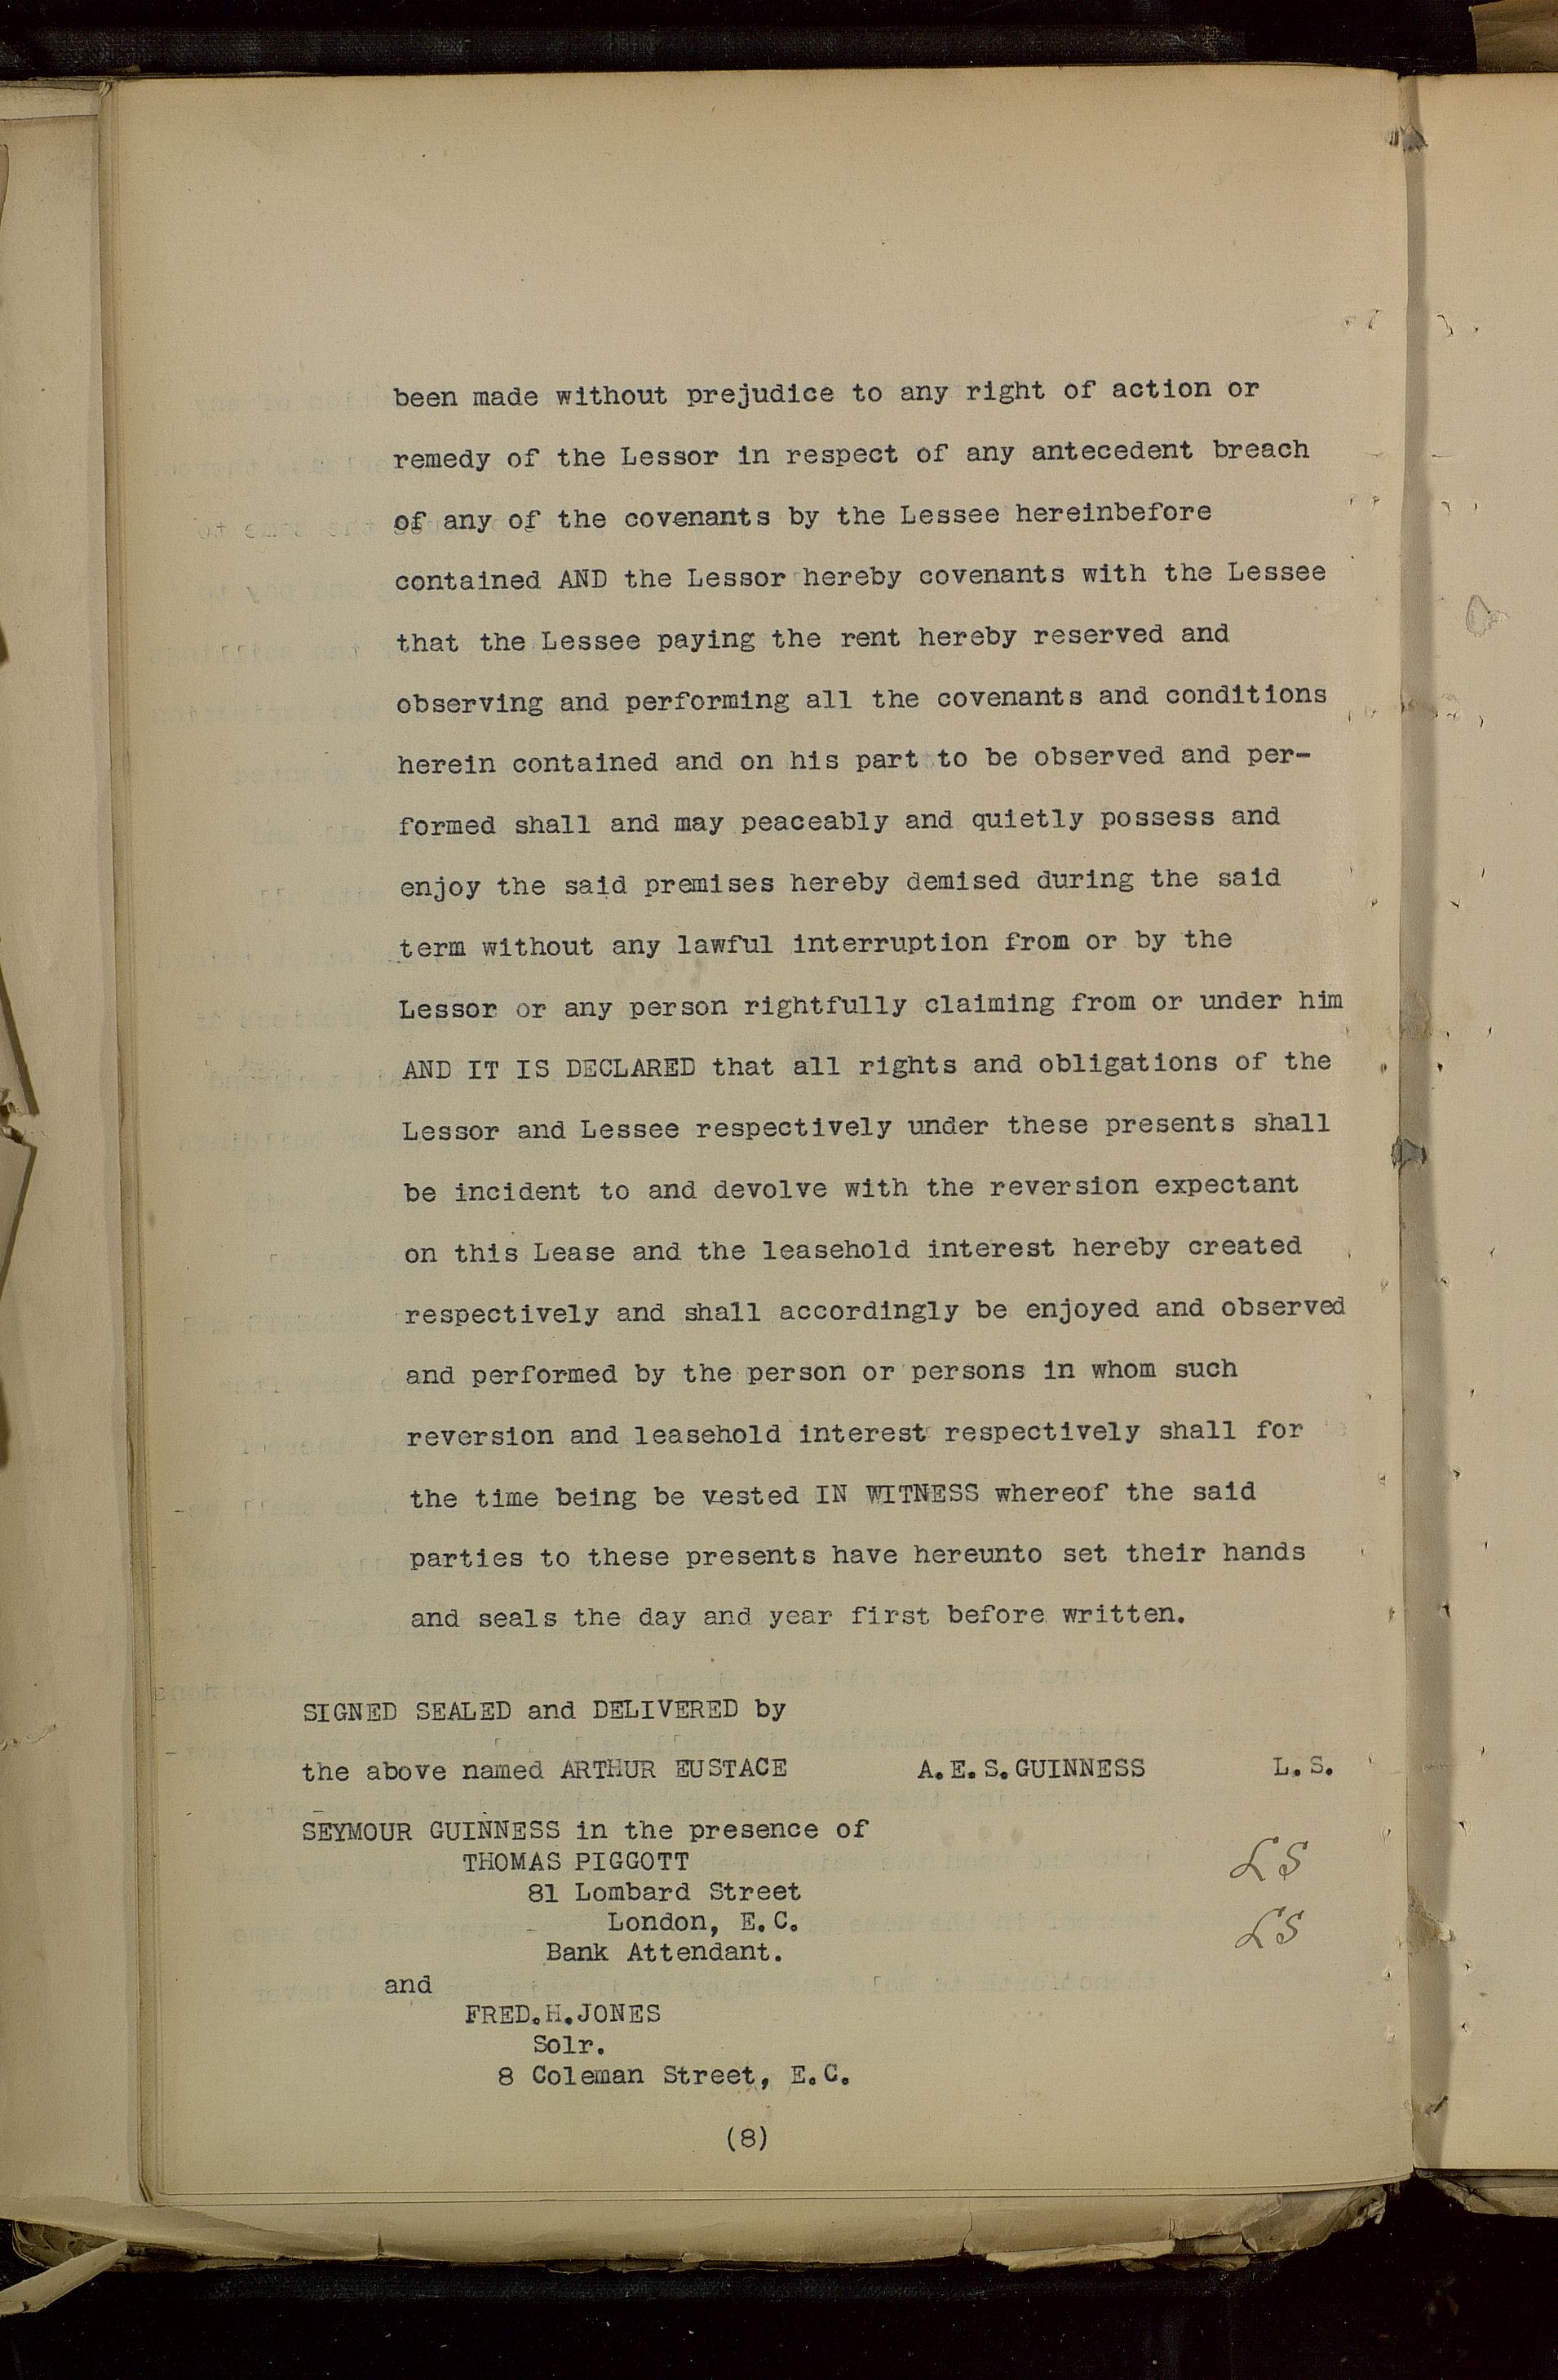 been made without prejudice to any right of action or
remedy of the Lessor in respect of any antecedent breach
of any of the covenants by the Lessee hereinbefore
contained AND the Lessor hereby covenants with the Lessee
that the Lessee paying the rent hereby reserved and
observing and performing all the covenants and conditions
herein contained and on his part to be observed and per-
formed shall and may peaceably and quietly possess and
enjoy the said premises hereby demised during the said
term without any lawful interruption from or by the
Lessor or any person rightfully claiming from or under him
AND IT IS DECLARED that all rights and obligations of the
Lessor and Lessee respectively under these presents shall
be incident to and devolve with the reversion expectant
on this Lease and the leasehold interest hereby created
respectively and shall accordingly be enjoyed and observed
and performed by the person or persons in whom such
reversion and leasehold interest respectively shall for
the time being be vested IN WITNESS whereof the said
parties to these presents have hereunto set their hands
and seals the day and year first before written.
SIGNED SEALED and DELIVERED by
the above named ARTHUR EUSTACE A.E.S.GUINNESS L.S.
SEYMOUR GUINNESS in the presence of
THOMAS PIGGOTT LS
81 Lombard Street
London, E.C. LS
Bank Attendant.
and
FRED.H.JONES
Solr.
8 Coleman Street, E.C.
(8)